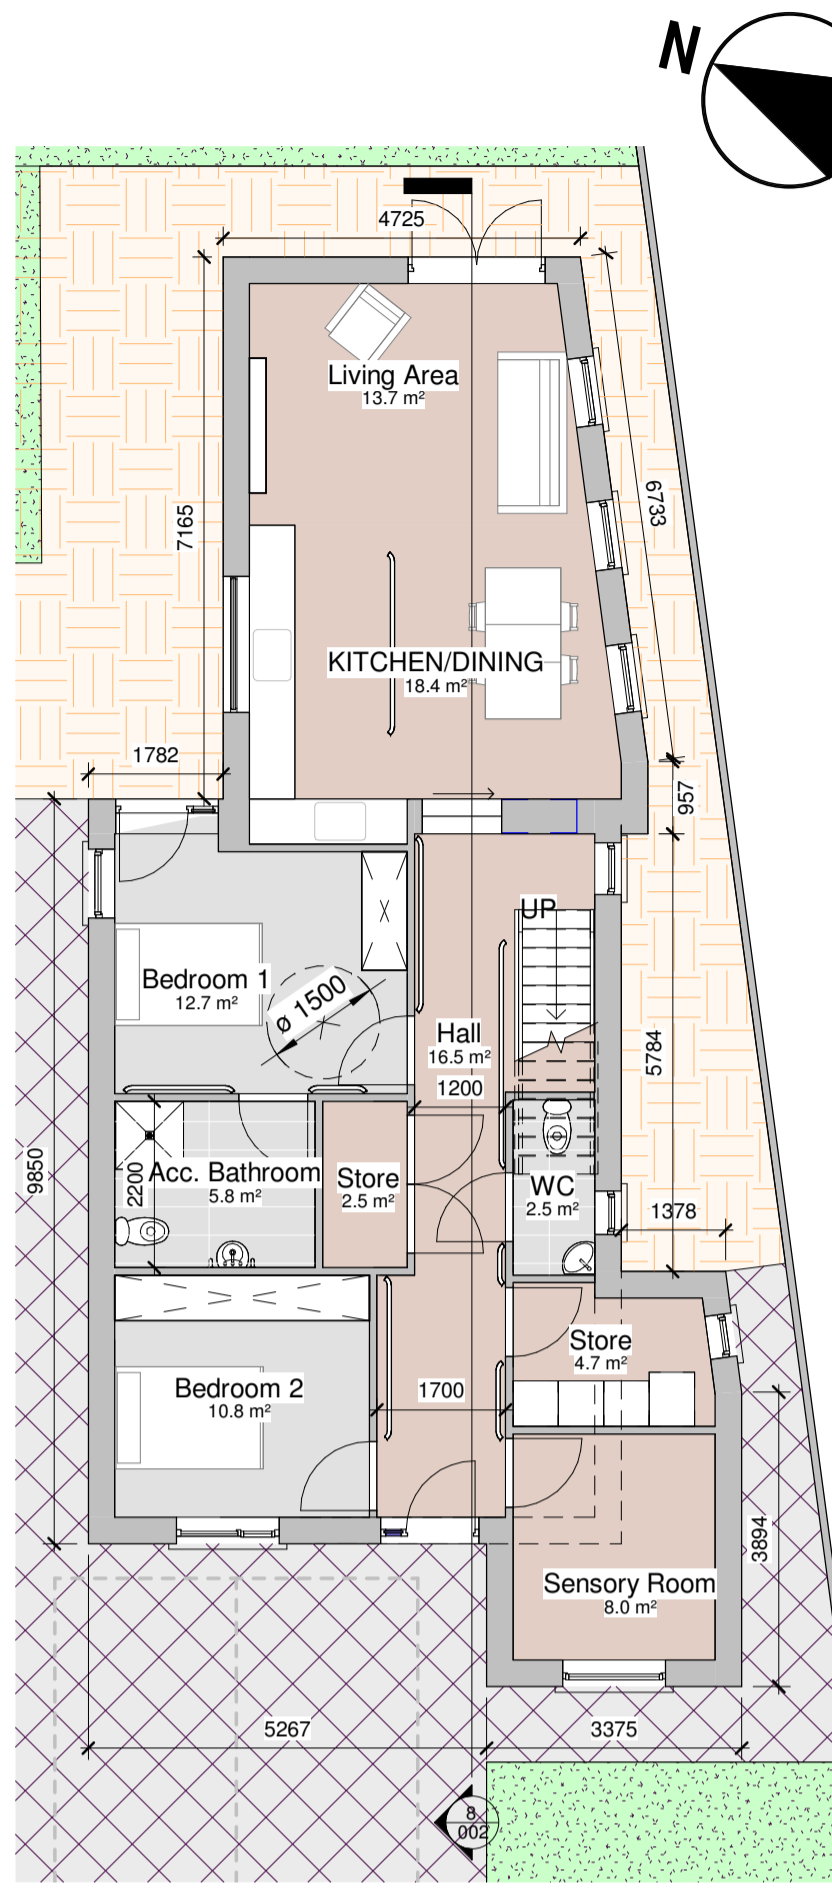 N
4725
Living Area
13.7 m²
7165
6733
KITCHEN/DINING
18.4 m²
1782
957
UP
Bedroom 1
12.7 m²
ø 1500
Hall
16.5 m²
1200
5784
9850
2200
Acc. Bathroom
5.8 m²
Store
2.5 m²
WC
2.5 m²
1378
Store
4.7 m²
Bedroom 2
10.8 m²
1700
3894
Sensory Room
8.0 m²
5267
3375
8
002